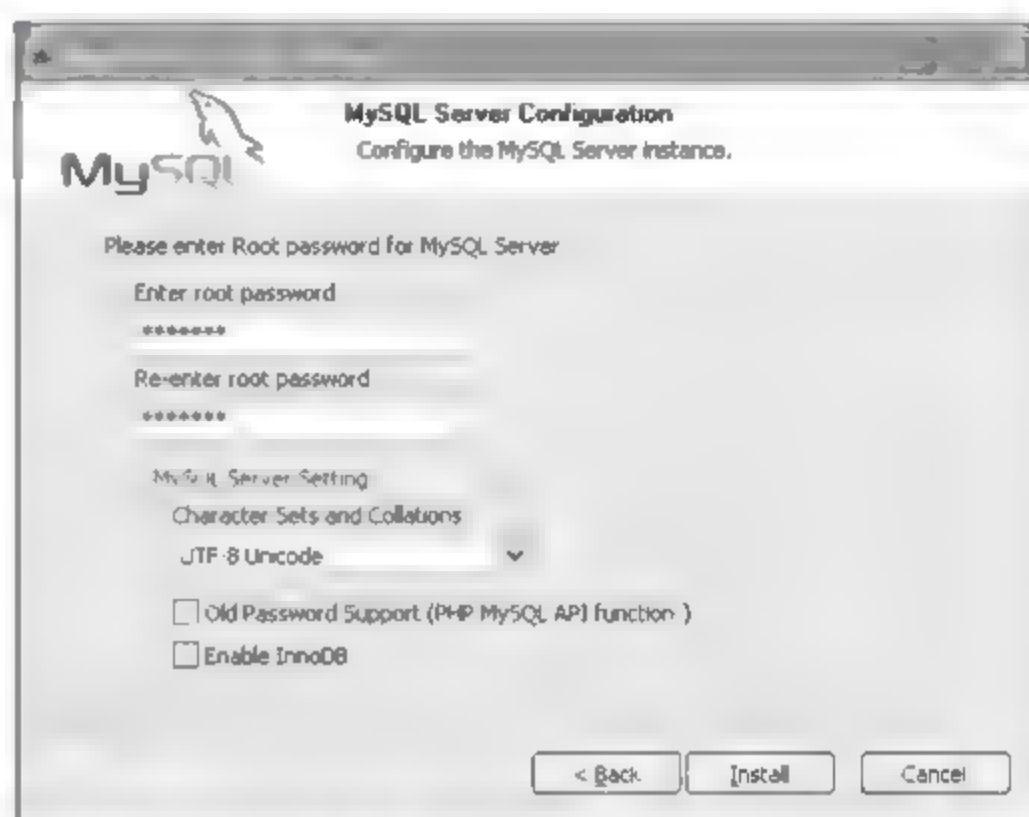 MySQL Server Configuration
Configure the MySQL Server instance.
MySQL
Please enter Root password for MySQL Server
Enter root password
*******
Re-enter root password
*******
MySQL Server Setting
Character Sets and Collations
UTF-8 Unicode
Old Password Support (PHP MySQL API function )
Enable InnoDB
< Back
Install
Cancel